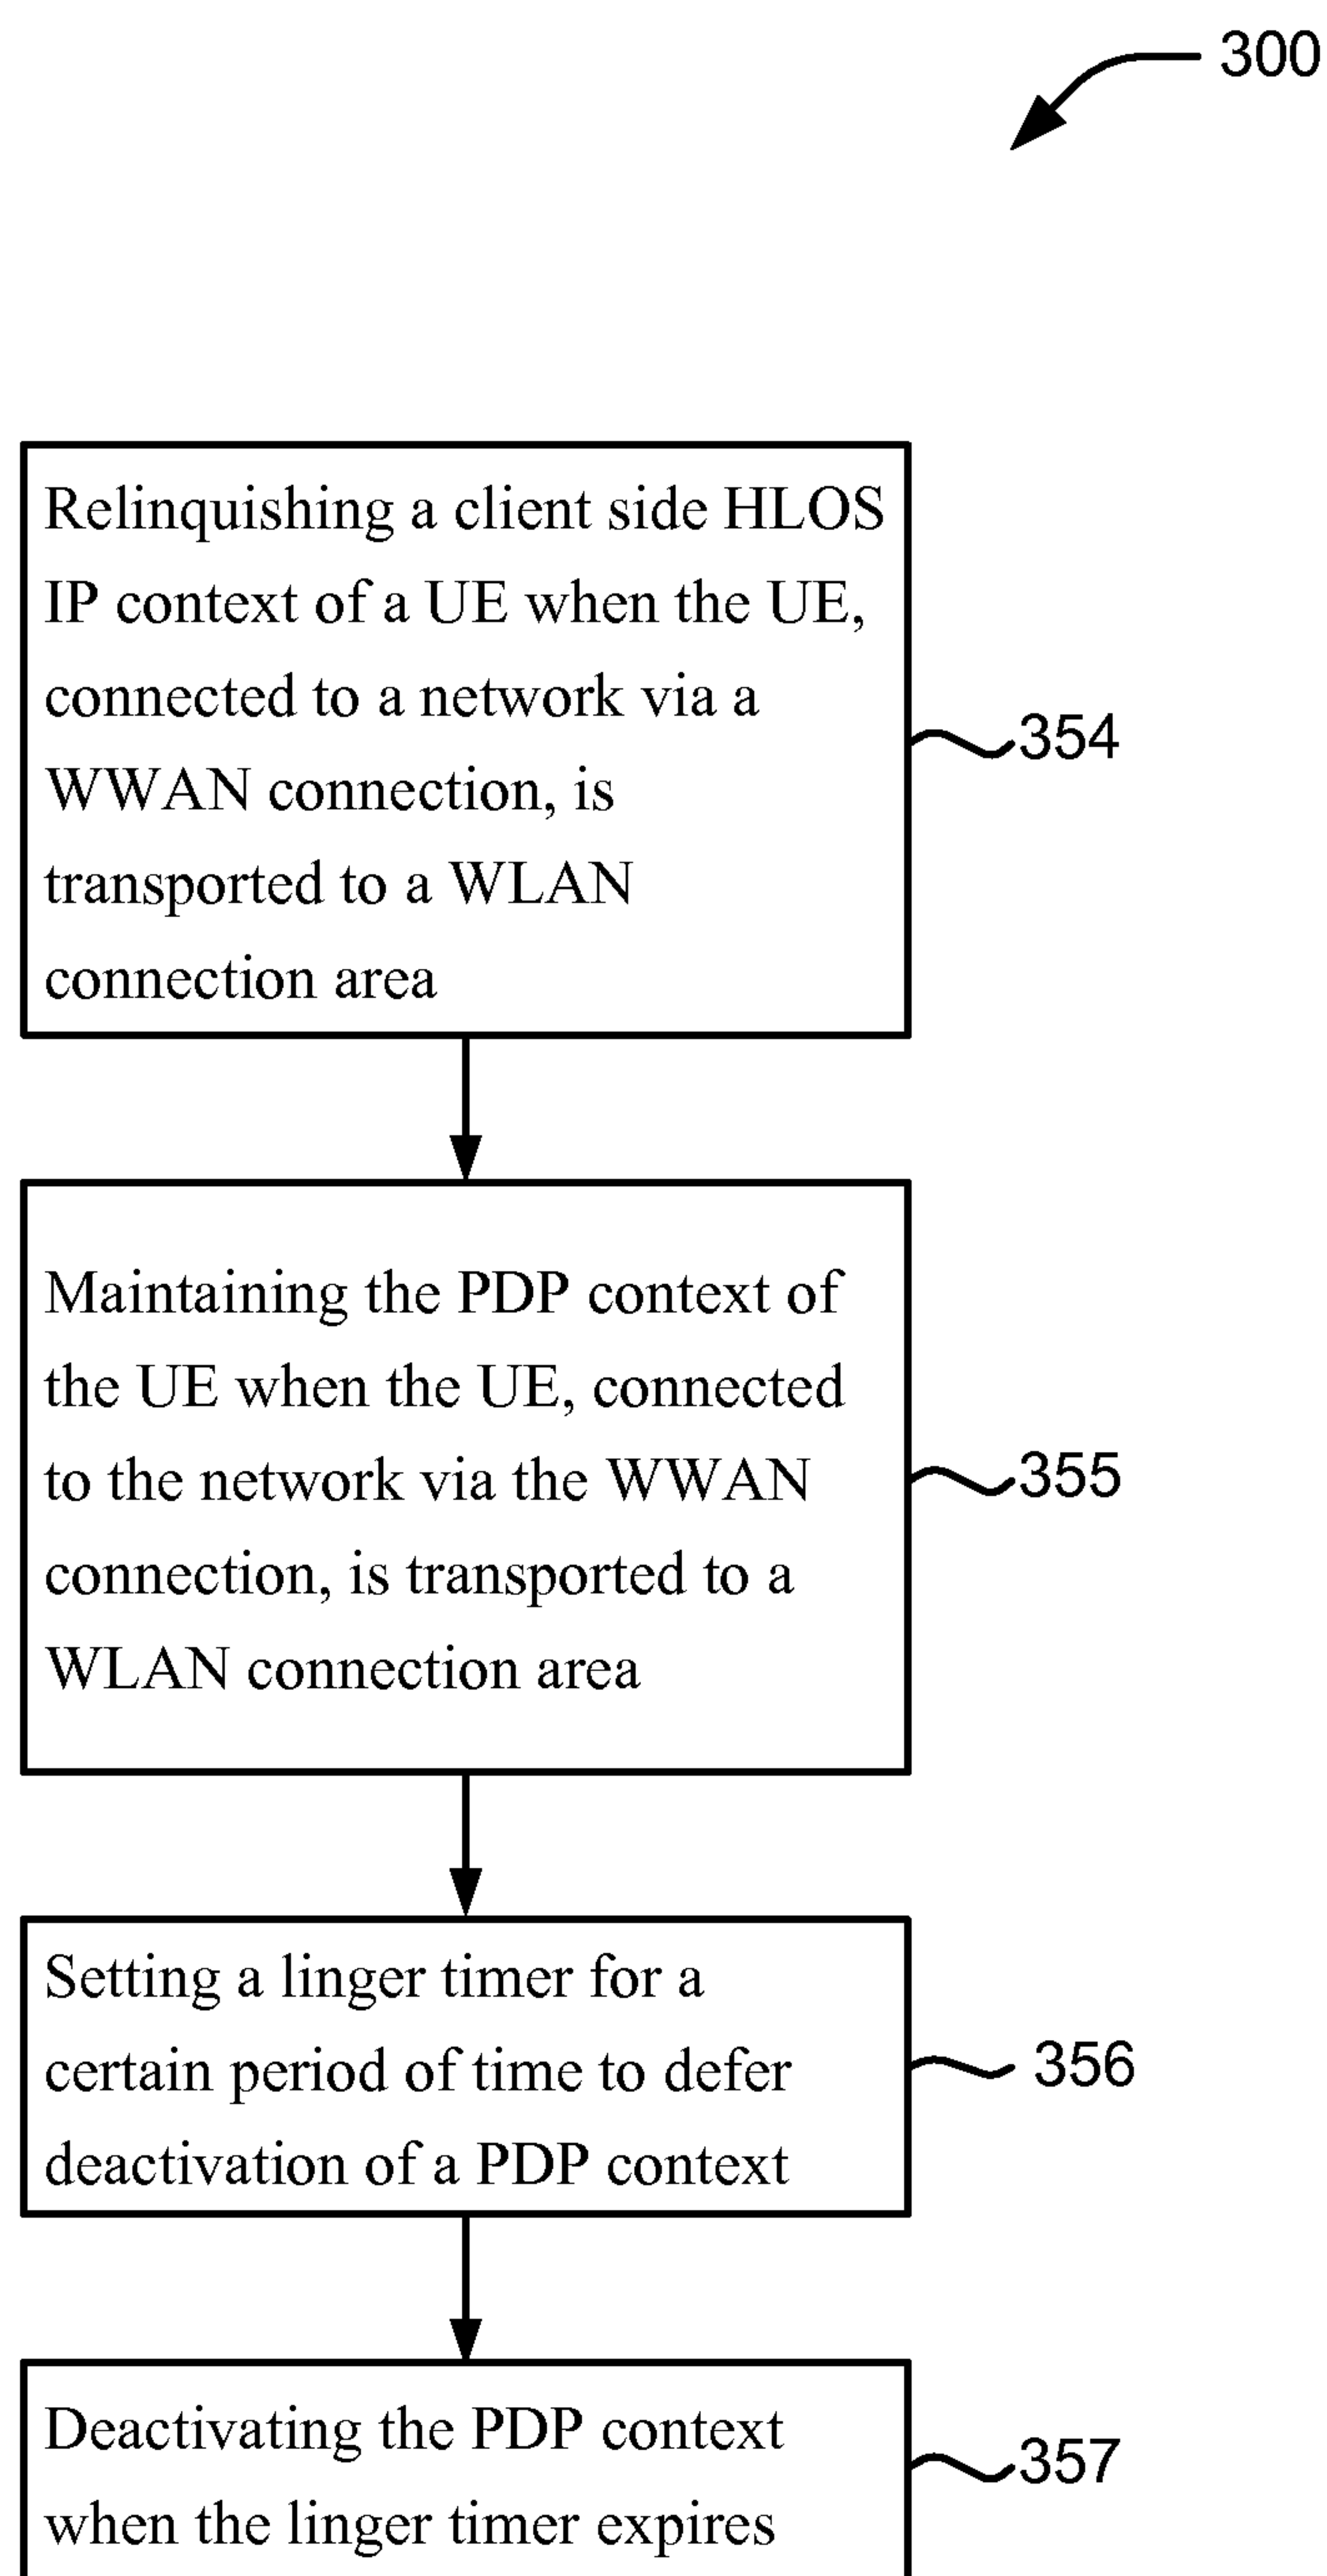 300
Relinquishing a client side HLOS
IP context of a UE when the UE,
connected to a network via a
WWAN connection, is
transported to a WLAN
connection area
354
Maintaining the PDP context of
the UE when the UE, connected
to the network via the WWAN
connection, is transported to a
WLAN connection area
355
Setting a linger timer for a
certain period of time to defer
deactivation of a PDP context
356
Deactivating the PDP context
when the linger timer expires
357